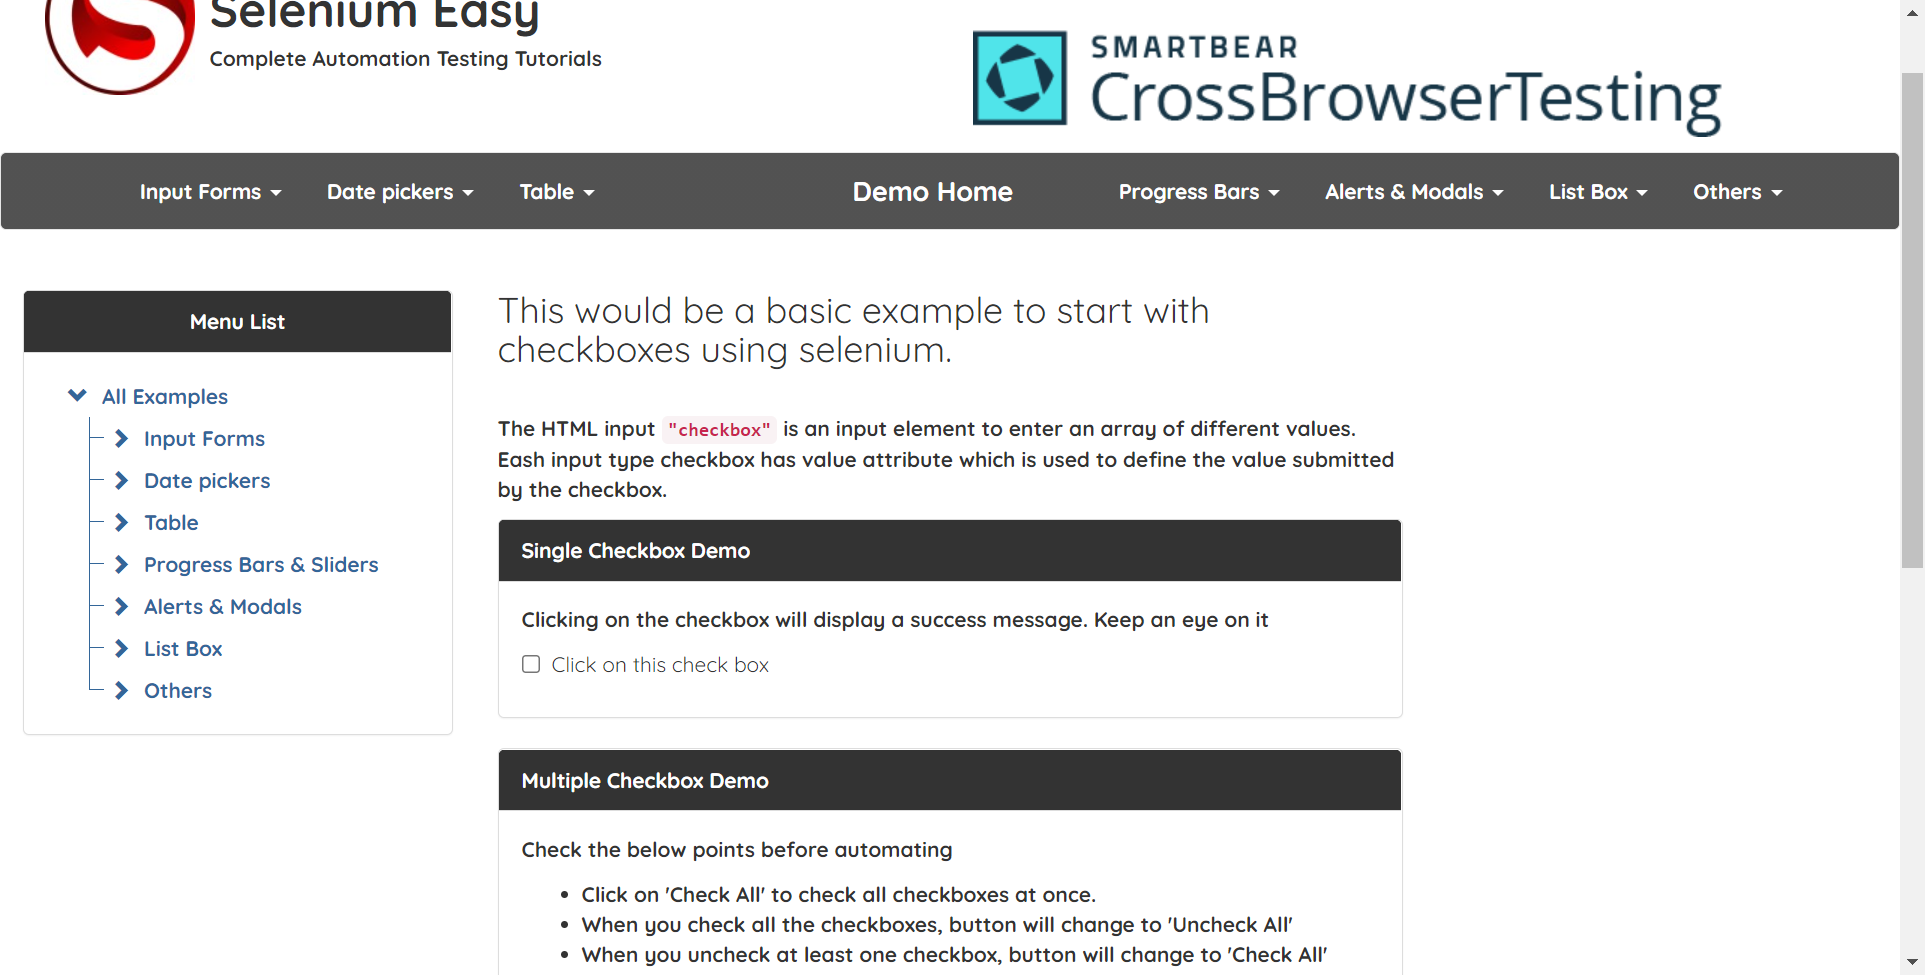 Selenium Easy
Complete Automation Testing Tutorials
SMARTBEAR
CrossBrowserTesting
Input Forms Date pickers Table Demo Home Progress Bars Alerts & Modals List Box Others
Menu List
All Examples
Input Forms
Date pickers
Table
Progress Bars & Sliders
Alerts & Modals
List Box
Others
This would be a basic example to start with
checkboxes using selenium.
The HTML input "checkbox" is an input element to enter an array of different values.
Eash input type checkbox has value attribute which is used to define the value submitted
by the checkbox.
Single Checkbox Demo
Clicking on the checkbox will display a success message. Keep an eye on it
Click on this check box
Multiple Checkbox Demo
Check the below points before automating
• Click on 'Check All' to check all checkboxes at once.
• When you check all the checkboxes, button will change to 'Uncheck All'
• When you uncheck at least one checkbox, button will change to 'Check All'